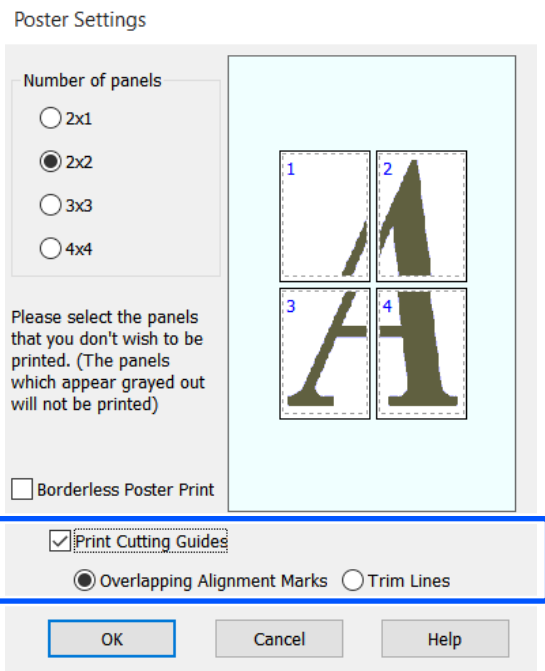 Poster Settings
Number of panels
2x1
2x2
3x3
4x4
1
2
3
4
Please select the panels
that you don't wish to be
printed. (The panels
which appear grayed out
will not be printed)
Borderless Poster Print
Print Cutting Guides
Overlapping Alignment Marks
Trim Lines
OK
Cancel
Help